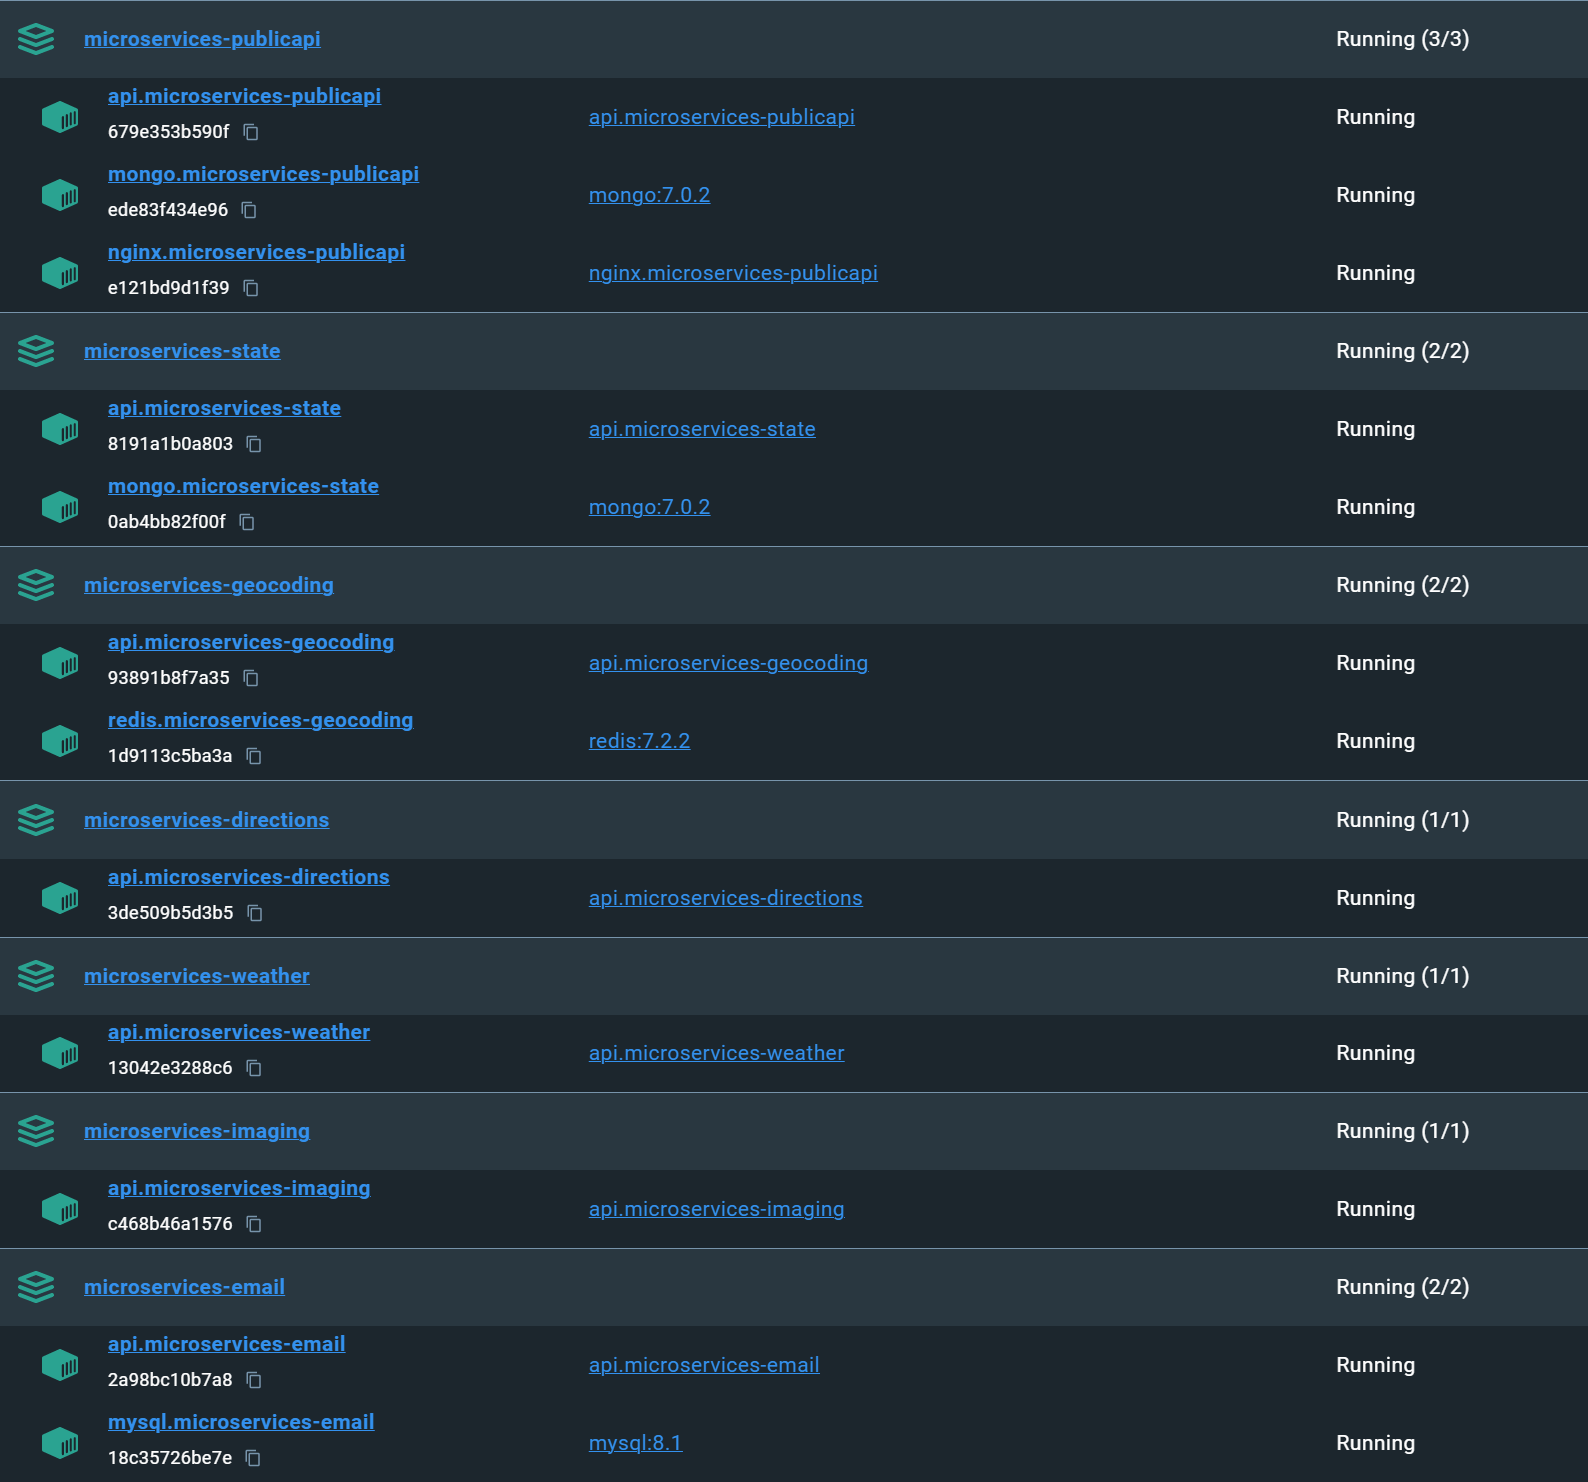 microservices-publicapi Running (3/3)
api.microservices-publicapi
679e353b590f
api.microservices-publicapi Running
mongo.microservices-publicapi
ede83f434e96
mongo:7.0.2 Running
nginx.microservices-publicapi
e121bd9d1f39
nginx.microservices-publicapi Running
microservices-state Running (2/2)
api.microservices-state
8191a1b0a803
api.microservices-state Running
mongo.microservices-state
0ab4bb82f00f
mongo:7.0.2 Running
microservices-geocoding Running (2/2)
api.microservices-geocoding
93891b8f7a35
api.microservices-geocoding Running
redis.microservices-geocoding
1d9113c5ba3a
redis:7.2.2 Running
microservices-directions Running (1/1)
api.microservices-directions
3de509b5d3b5
api.microservices-directions Running
microservices-weather Running (1/1)
api.microservices-weather
13042e3288c6
api.microservices-weather Running
microservices-imaging Running (1/1)
api.microservices-imaging
c468b46a1576
api.microservices-imaging Running
microservices-email Running (2/2)
api.microservices-email
2a98bc10b7a8
api.microservices-email Running
mysql.microservices-email
18c35726be7e
mysql:8.1 Running